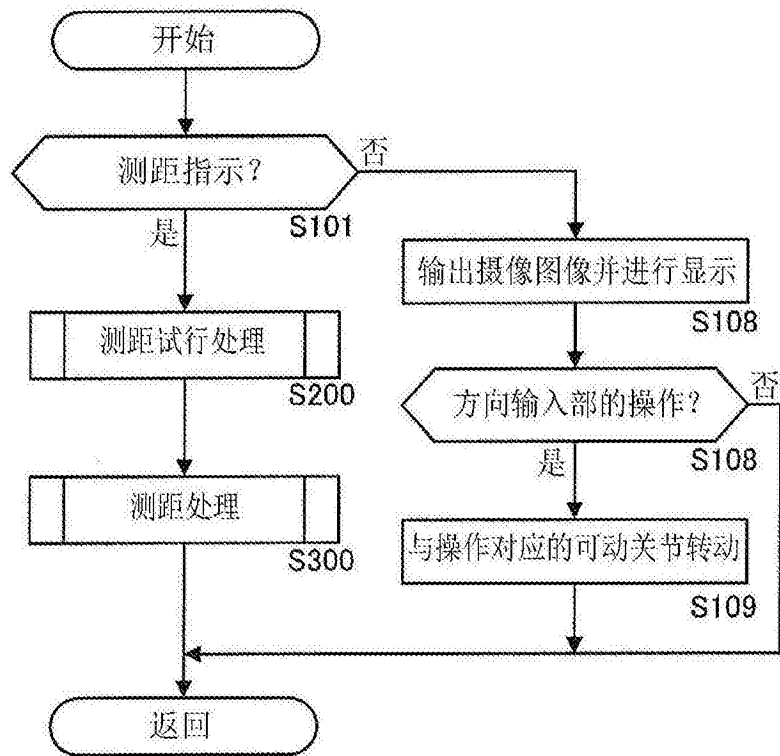 开始
测距指示？
否
S101
是
输出摄像图像并进行显示
S108
测距试行处理
S200
方向输入部的操作？
否
S108
是
测距处理
S300
与操作对应的可动关节转动
S109
返回